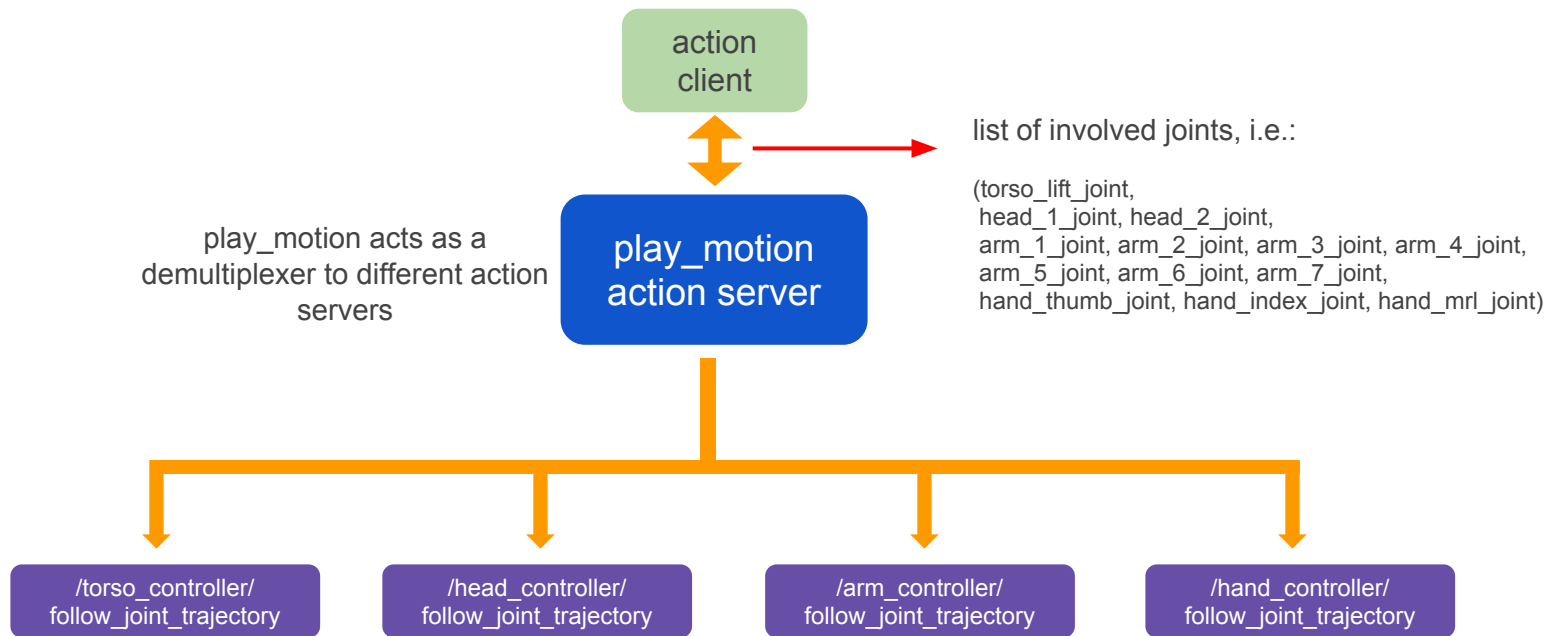 action
client
list of involved joints, i.e.:
(torso_lift_joint,
head_1_joint, head_2_joint,
arm_1_joint, arm_2_joint, arm_3_joint, arm_4_joint,
arm_5_joint, arm_6_joint, arm_7_joint,
hand_thumb_joint, hand_index_joint, hand_mrl_joint)
play_motion acts as a
demultiplexer to different action
servers
play_motion
action server
/torso_controller/
follow_joint_trajectory
/head_controller/
follow_joint_trajectory
/arm_controller/
follow_joint_trajectory
/hand_controller/
follow_joint_trajectory